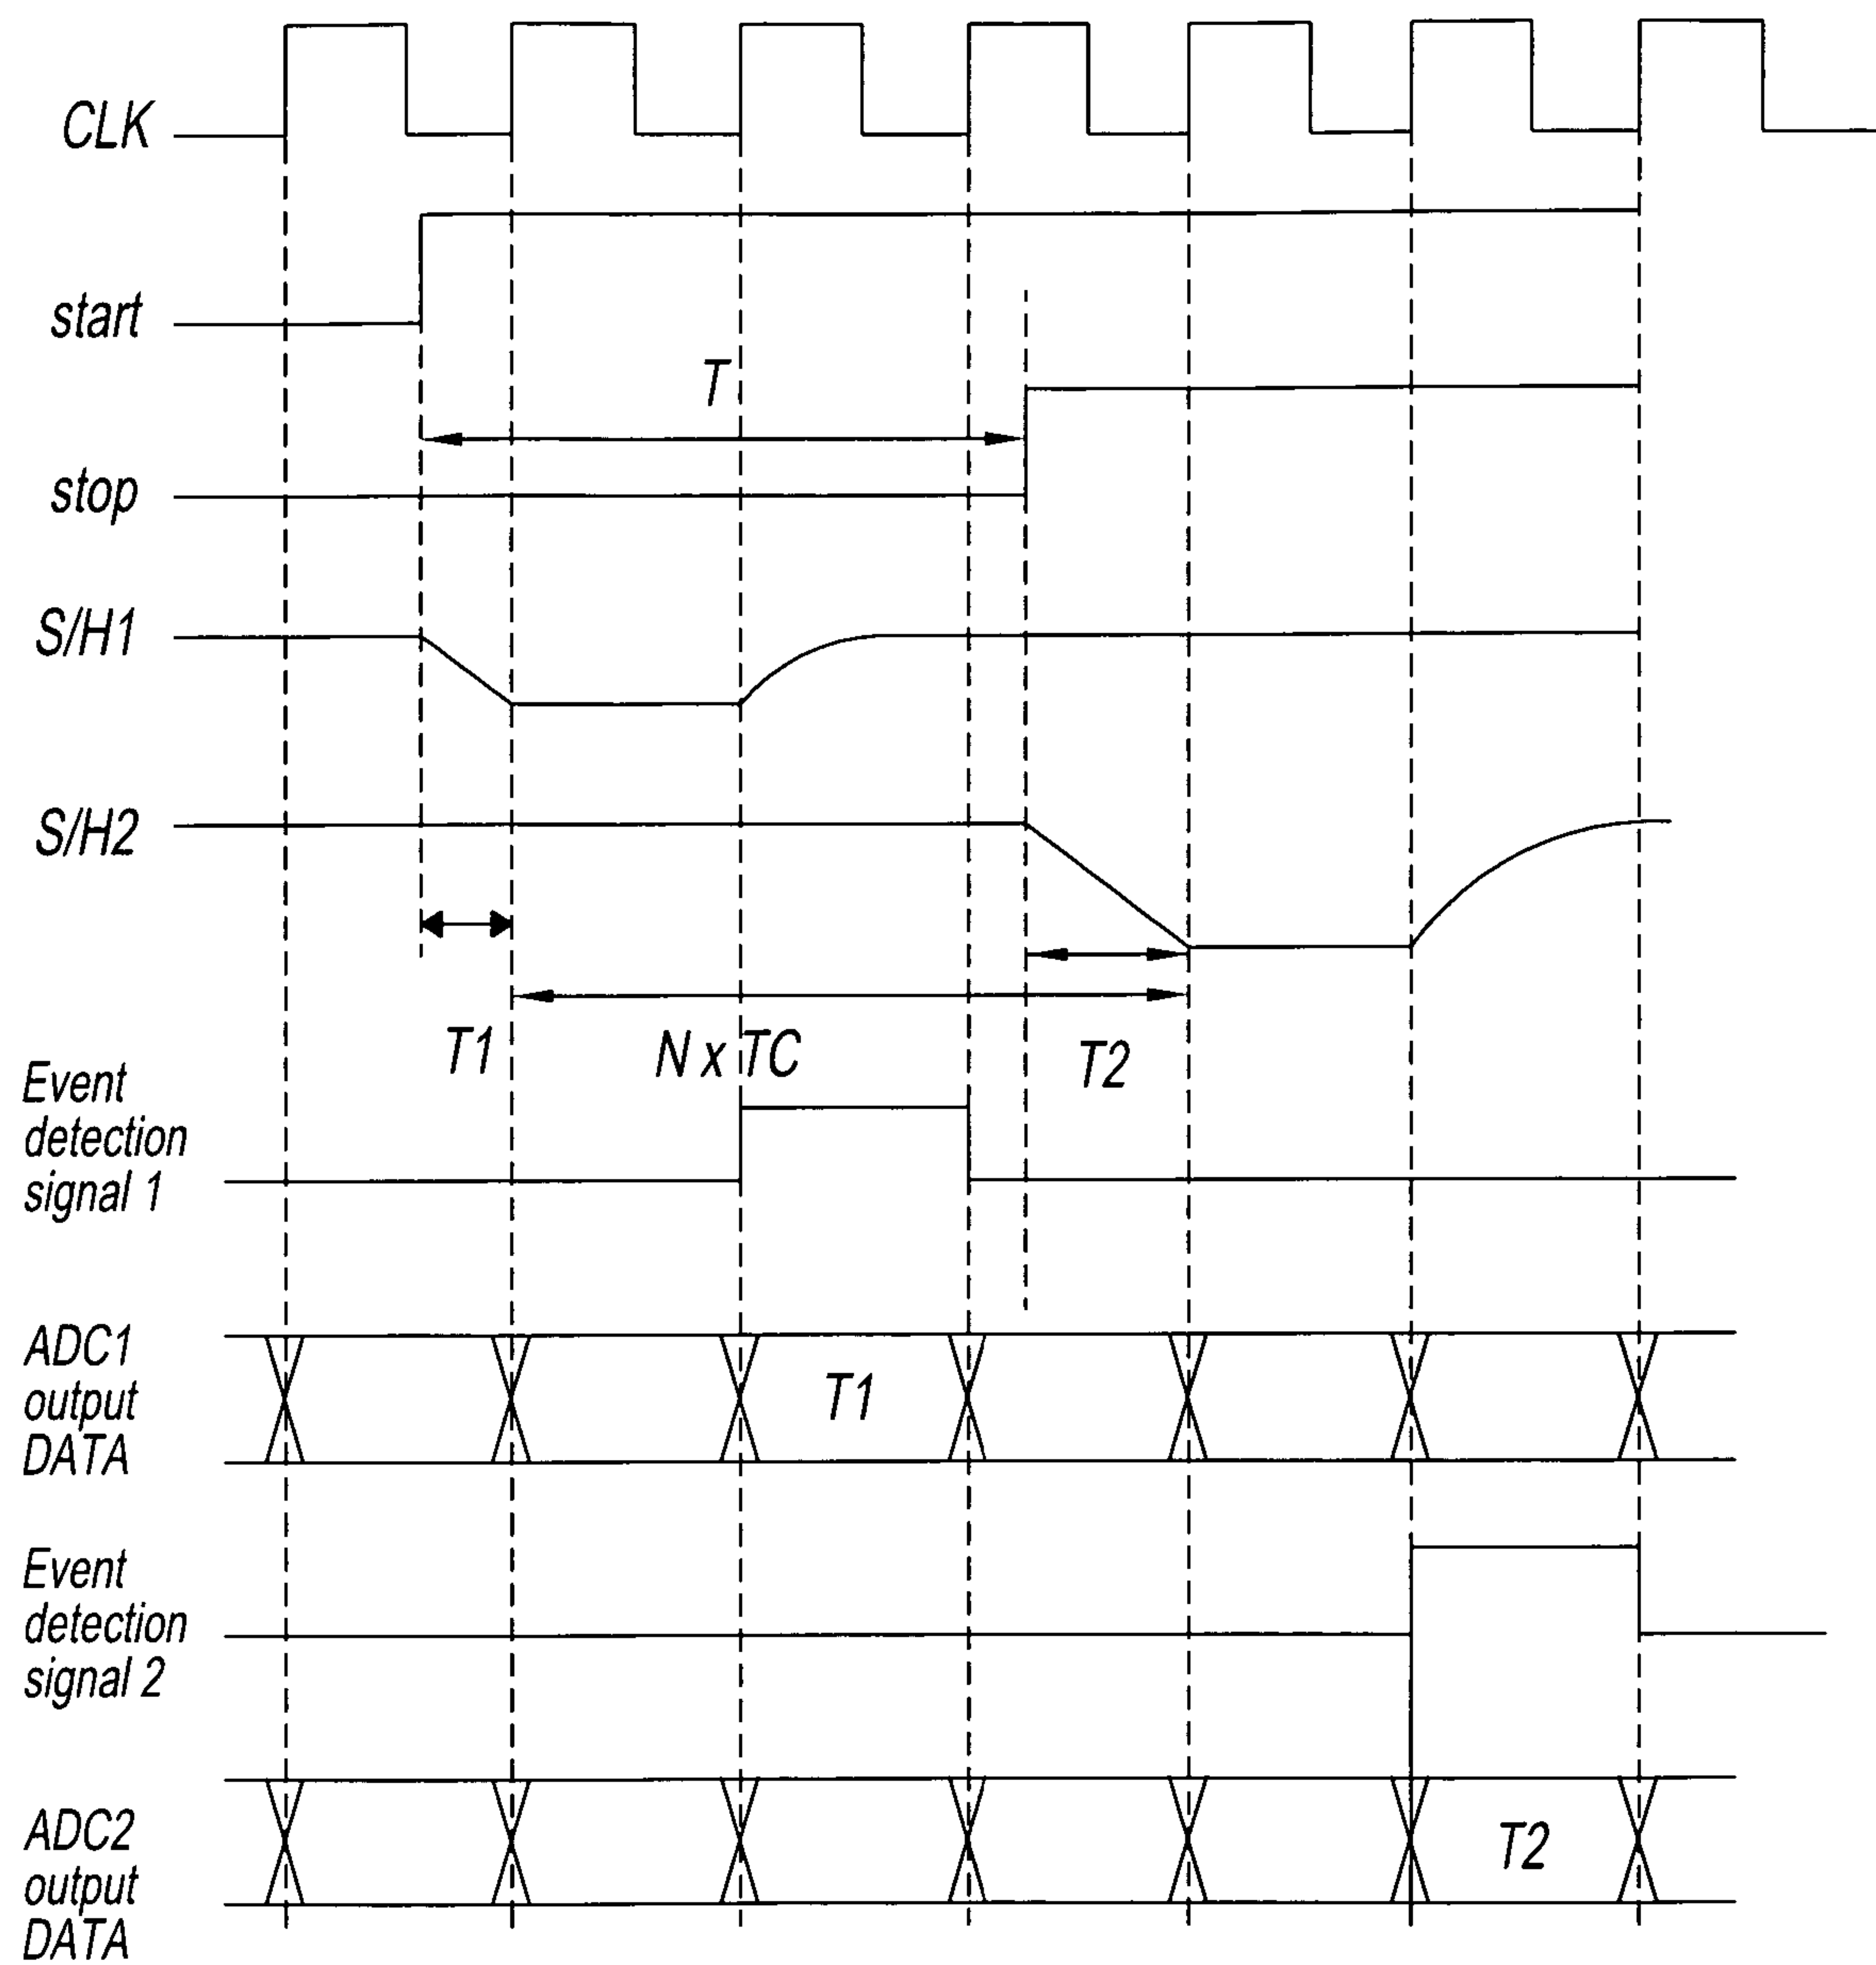 CLK
start
T
stop
S/H1
S/H2
T1
N x TC
T2
Event
detection
signal 1
ADC1
output
DATA
T1
Event
detection
signal 2
ADC2
output
DATA
T2